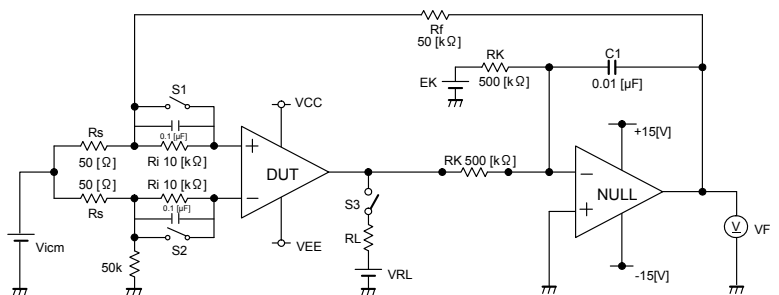 Rf
50 [kΩ]
RK
500 [kΩ]
C1
0.01 [μF]
EK
S1
VCC
+15[V]
Rs
50 [Ω]
0.1 [μF]
Ri 10 [kΩ]
50 [Ω]
Rs
Ri 10 [kΩ]
0.1 [μF]
+
−
DUT
RK 500 [kΩ]
−
+
NULL
S3
V
VF
Vicm
S2
VEE
RL
50k
VRL
-15[V]